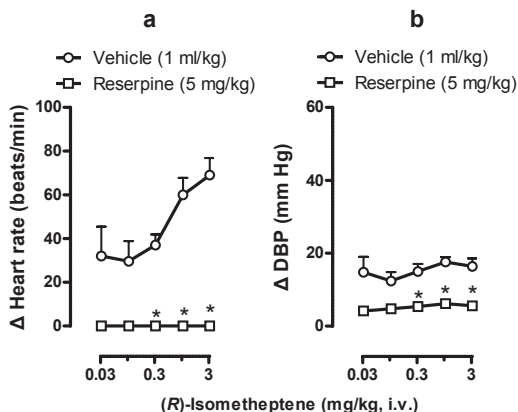 a
Vehicle (1 ml/kg)
Reserpine (5 mg/kg)
Δ Heart rate (beats/min)
100
80
60
40
20
0
* * *
0.03 0.3 3
b
Vehicle (1 ml/kg)
Reserpine (5 mg/kg)
Δ DBP (mm Hg)
60
40
20
0
* * *
0.03 0.3 3
(R)-Isometheptene (mg/kg, i.v.)